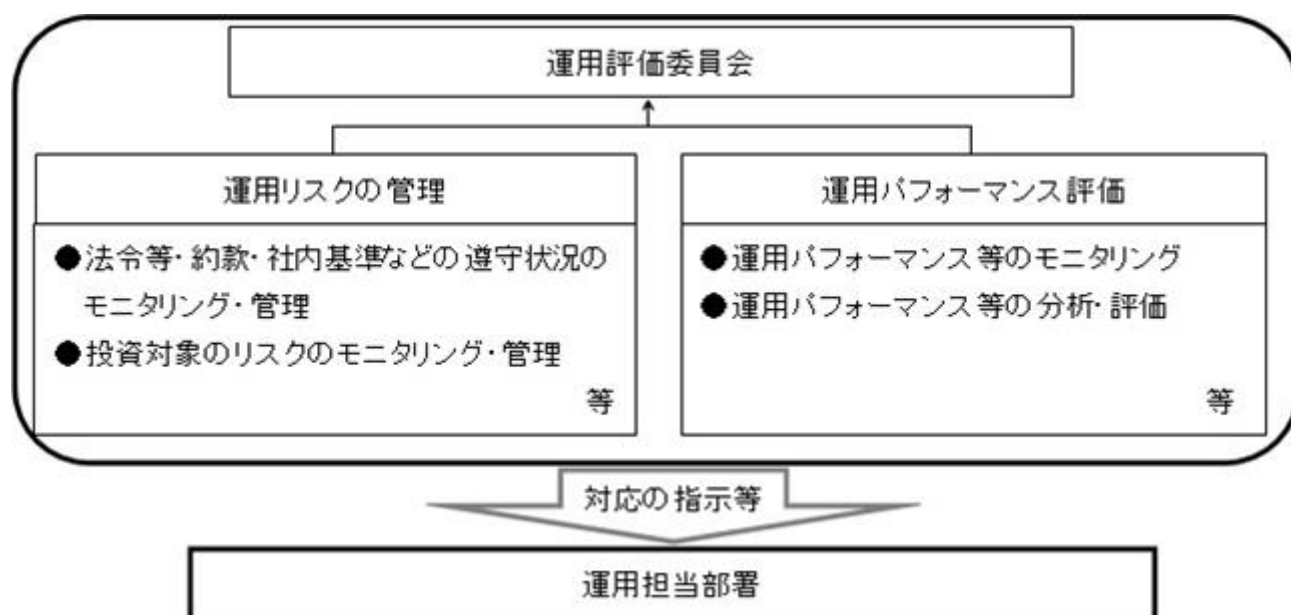 運用評価委員会
運用リスクの管理
●法令等・約款・社内基準などの遵守状況の
モニタリング・管理
●投資対象のリスクのモニタリング・管理
等
運用パフォーマンス評価
●運用パフォーマンス等のモニタリング
●運用パフォーマンス等の分析・評価
等
対応の指示等
運用担当部署